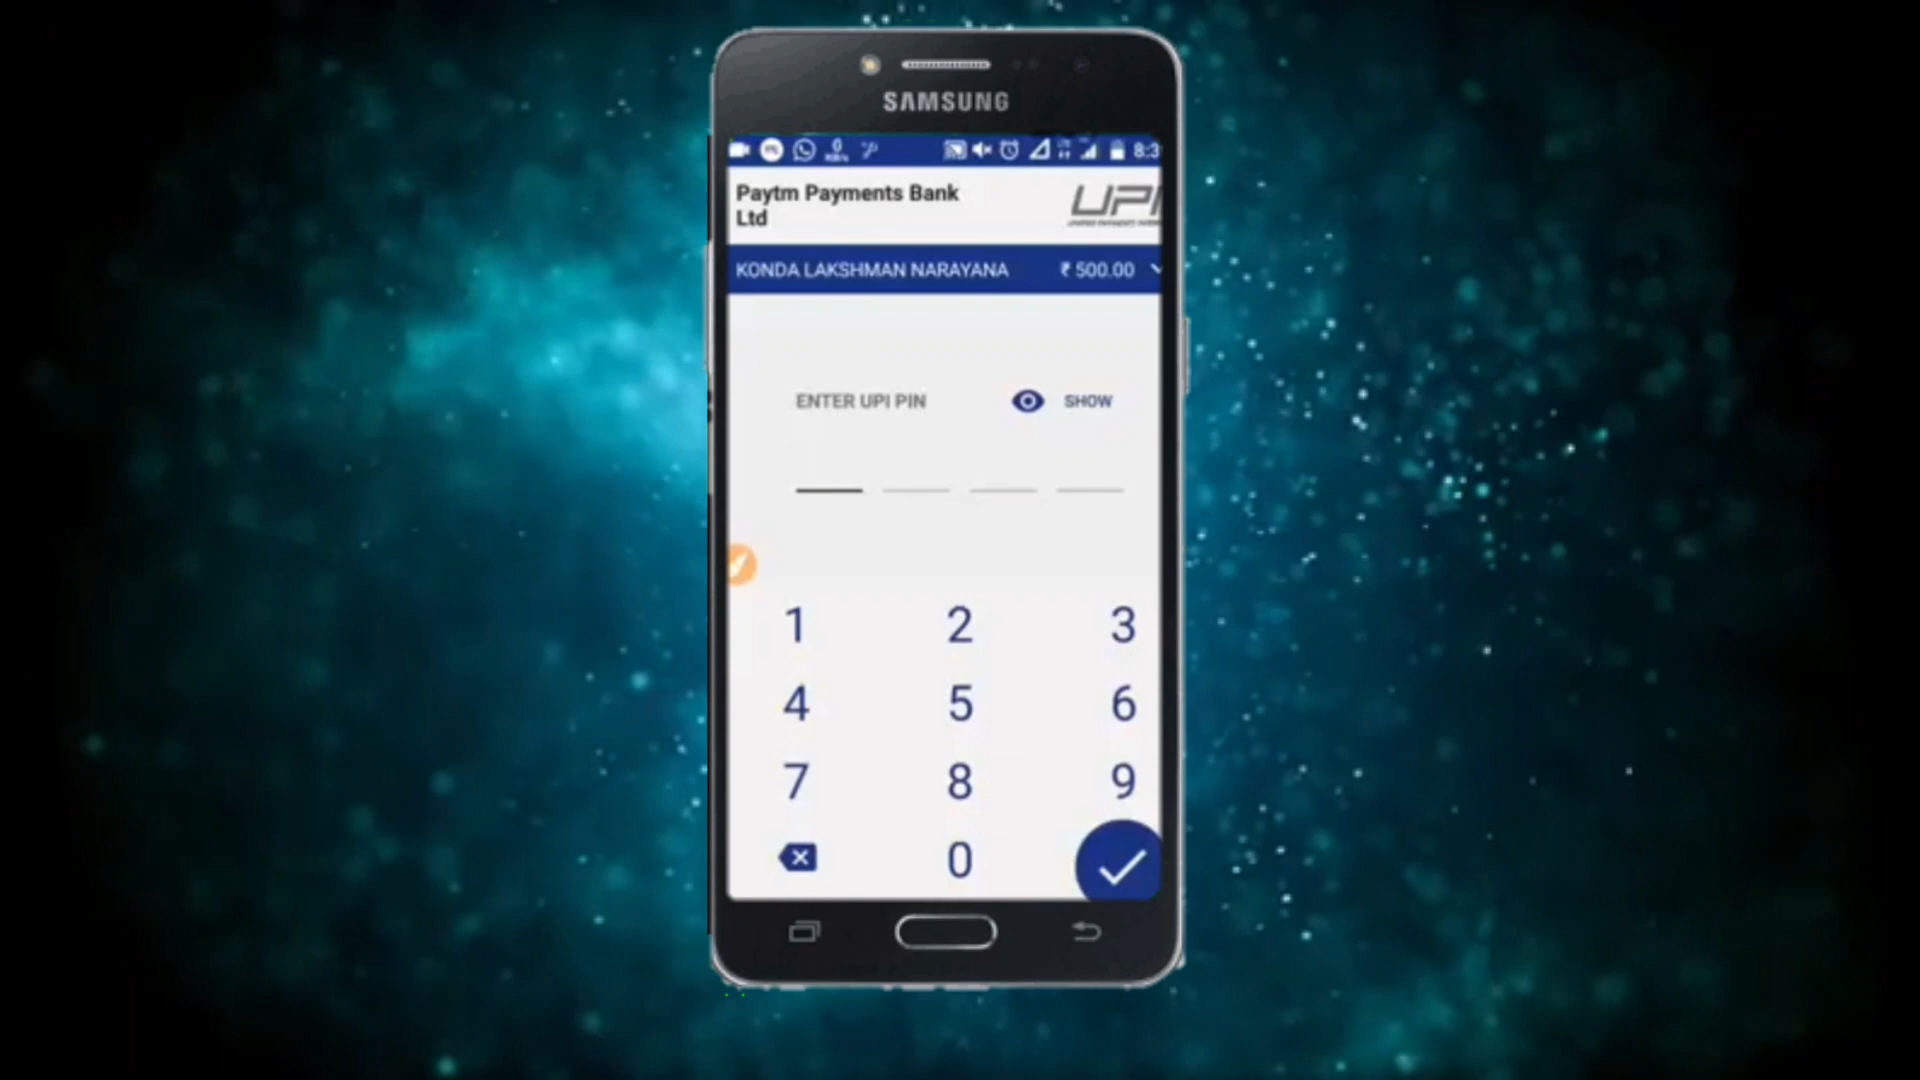 SAMSUNG
8:3
Paytm Payments Bank
Ltd
UPI
KONDA LAKSHMAN NARAYANA ₹ 500.00
ENTER UPI PIN SHOW
1 2 3
4 5 6
7 8 9
0